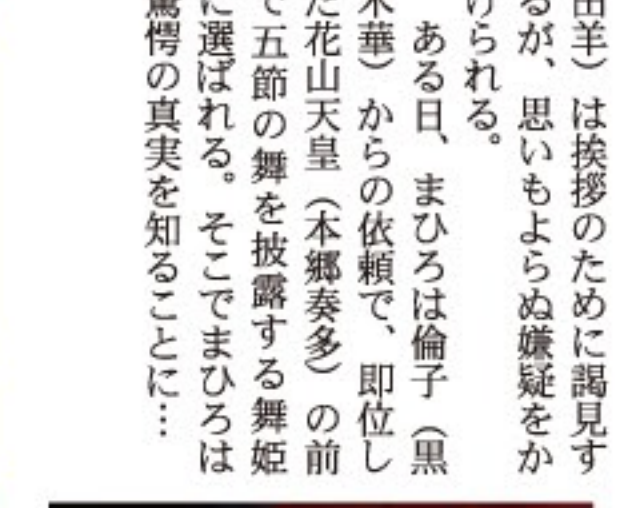 田羊）は挨拶のために謁見す
るが、思いもよらぬ嫌疑をか
けられる。
ある日、まひろは倫子（黒
木華）からの依頼で、即位し
た花山天皇（本郷奏多）の前
で五節の舞を披露する舞姫
に選ばれる。そこでまひろは
驚愕の真実を知ることに…